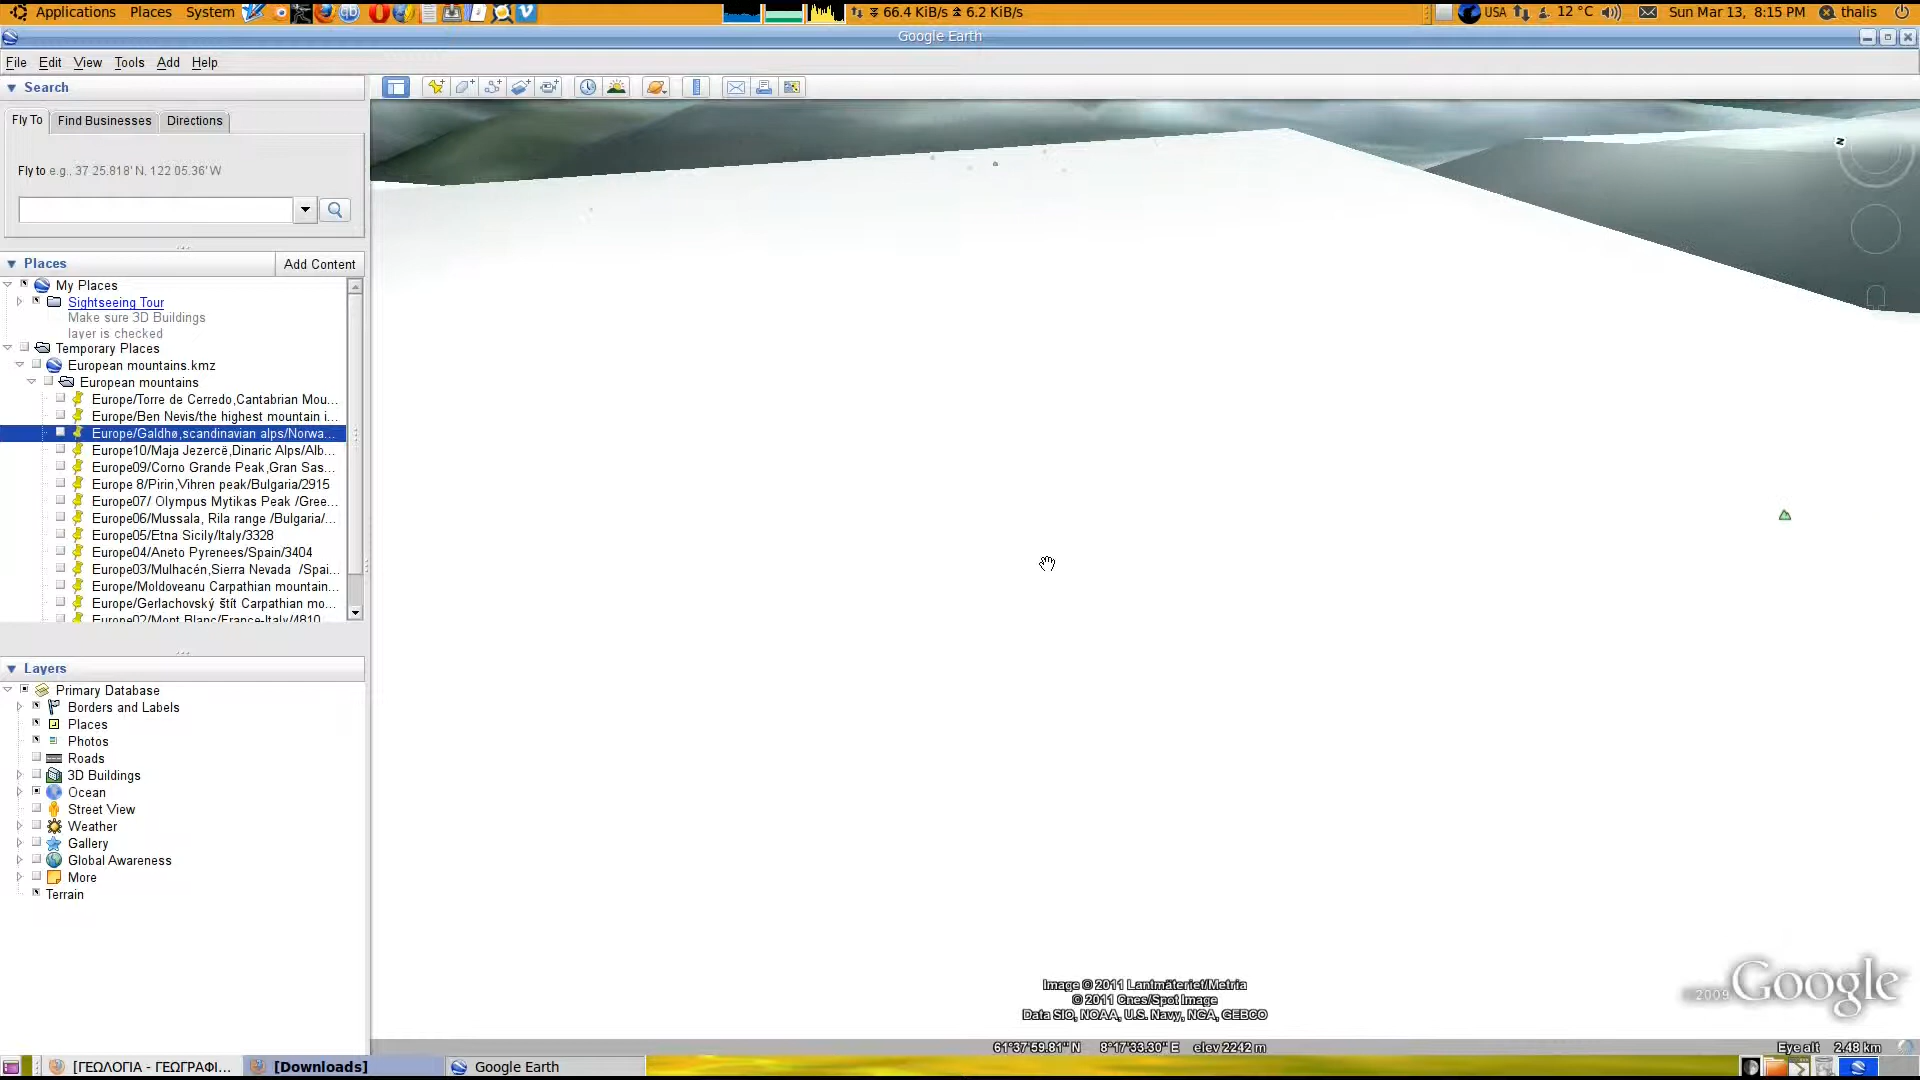 Applications Places System 66.4 KiB/s 6.2 KiB/s USA 12 °C Sun Mar 13, 8:15 PM thalis
Google Earth
File Edit View Tools Add Help
Search
Fly To Find Businesses Directions
Fly to e.g., 37 25.818' N, 122 05.36' W
Places Add Content
My Places
Sightseeing Tour
Make sure 3D Buildings
layer is checked
Temporary Places
European mountains.kmz
European mountains
Europe/Torre de Cerredo,Cantabrian Mou...
Europe/Ben Nevis/the highest mountain i...
Europe/Galdhø,scandinavian alps/Norwa...
Europe10/Maja Jezercë,Dinaric Alps/Alb...
Europe09/Corno Grande Peak,Gran Sas...
Europe 8/Pirin,Vihren peak/Bulgaria/2915
Europe07/ Olympus Mytikas Peak /Gree...
Europe06/Mussala, Rila range /Bulgaria/...
Europe05/Etna Sicily/Italy/3328
Europe04/Aneto Pyrenees/Spain/3404
Europe03/Mulhacén,Sierra Nevada /Spai...
Europe/Moldoveanu Carpathian mountain...
Europe/Gerlachovský štít Carpathian mo...
Europe02/Mont Blanc/France-Italy/4810
Layers
Primary Database
Borders and Labels
Places
Photos
Roads
3D Buildings
Ocean
Street View
Weather
Gallery
Global Awareness
More
Terrain
N
Image © 2011 Lantmäteriet/Metria
© 2011 Cnes/Spot Image
Data SIO, NOAA, U.S. Navy, NGA, GEBCO
©2009 Google
61°37'59.81" N 8°17'33.30" E elev 2242 m Eye alt 2.48 km
[ΓΕΩΛΟΓΙΑ - ΓΕΩΓΡΑΦΙ... [Downloads] Google Earth